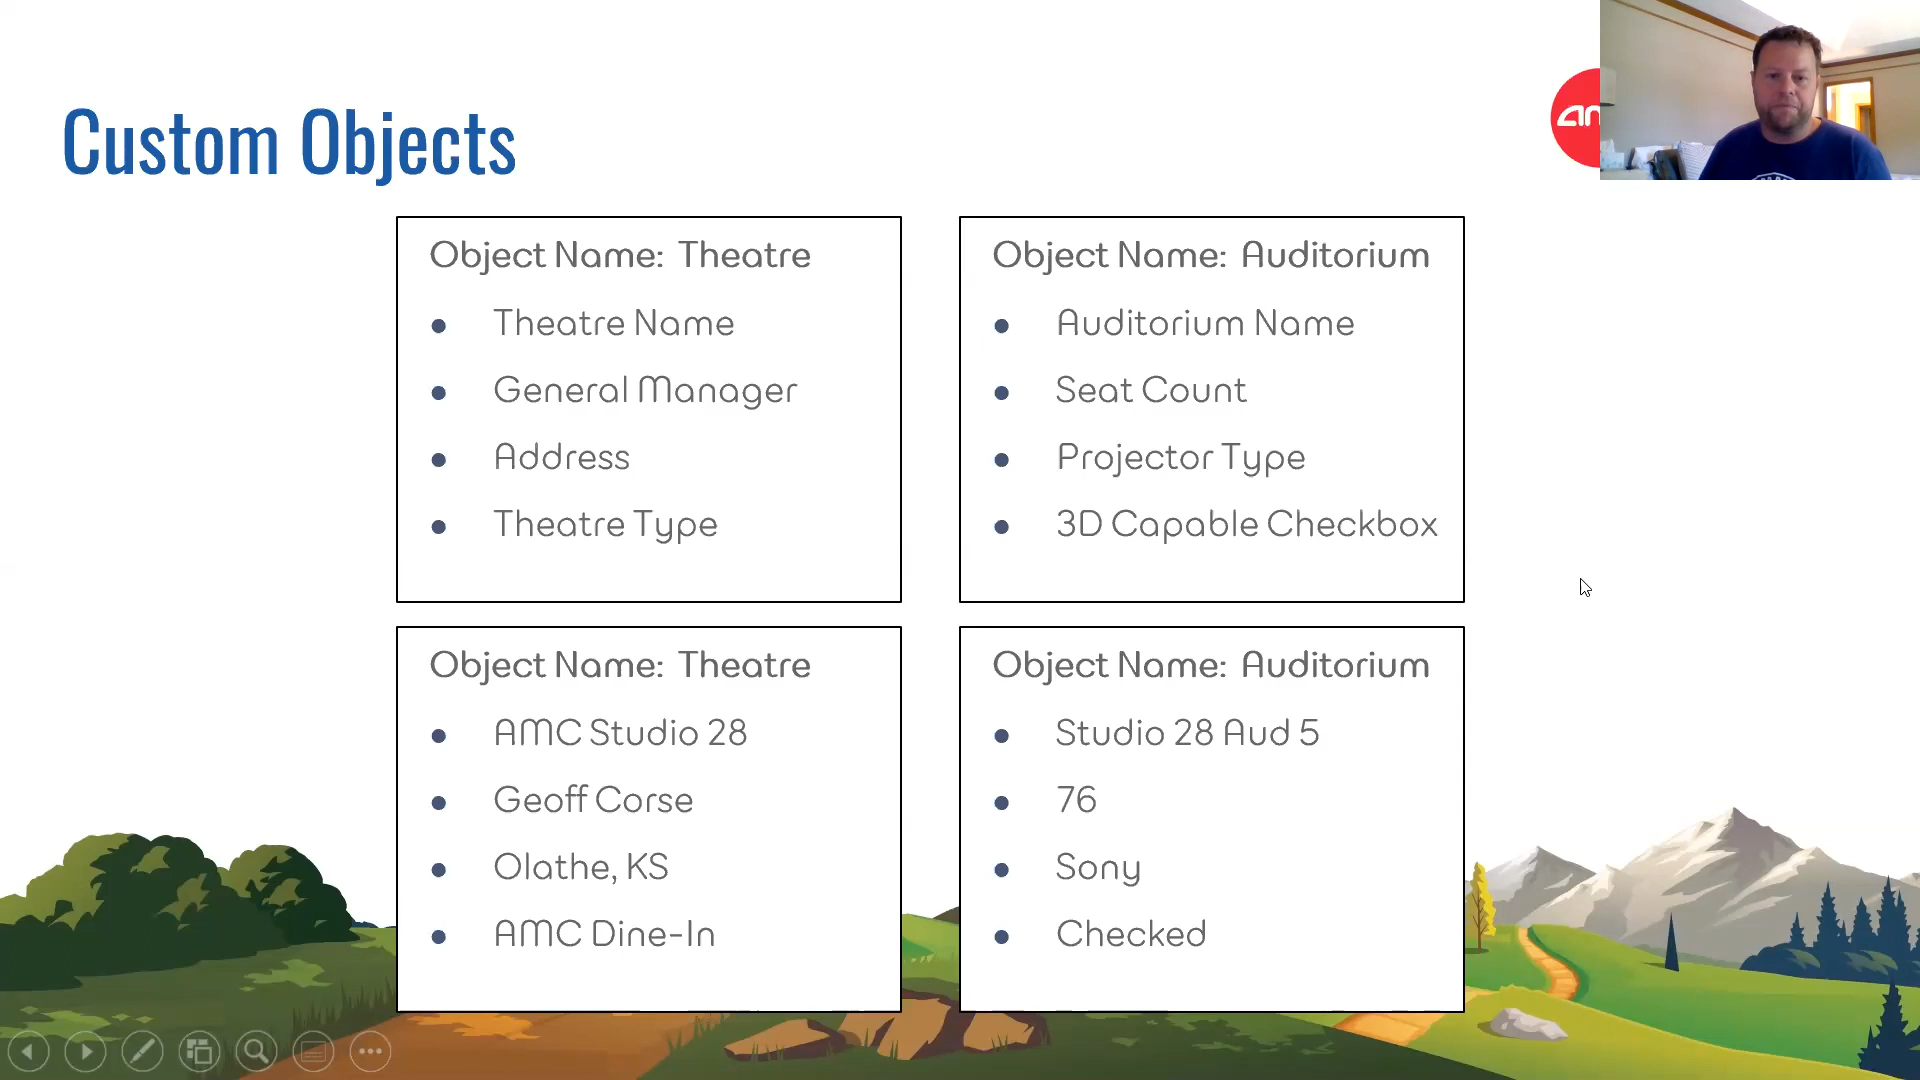 Custom Objects
Object Name: Theatre
Theatre Name
General Manager
Address
Theatre Type
Object Name: Auditorium
Auditorium Name
Seat Count
Projector Type
3D Capable Checkbox
Object Name: Theatre
AMC Studio 28
Geoff Corse
Olathe, KS
AMC Dine-In
Object Name: Auditorium
Studio 28 Aud 5
76
Sony
Checked